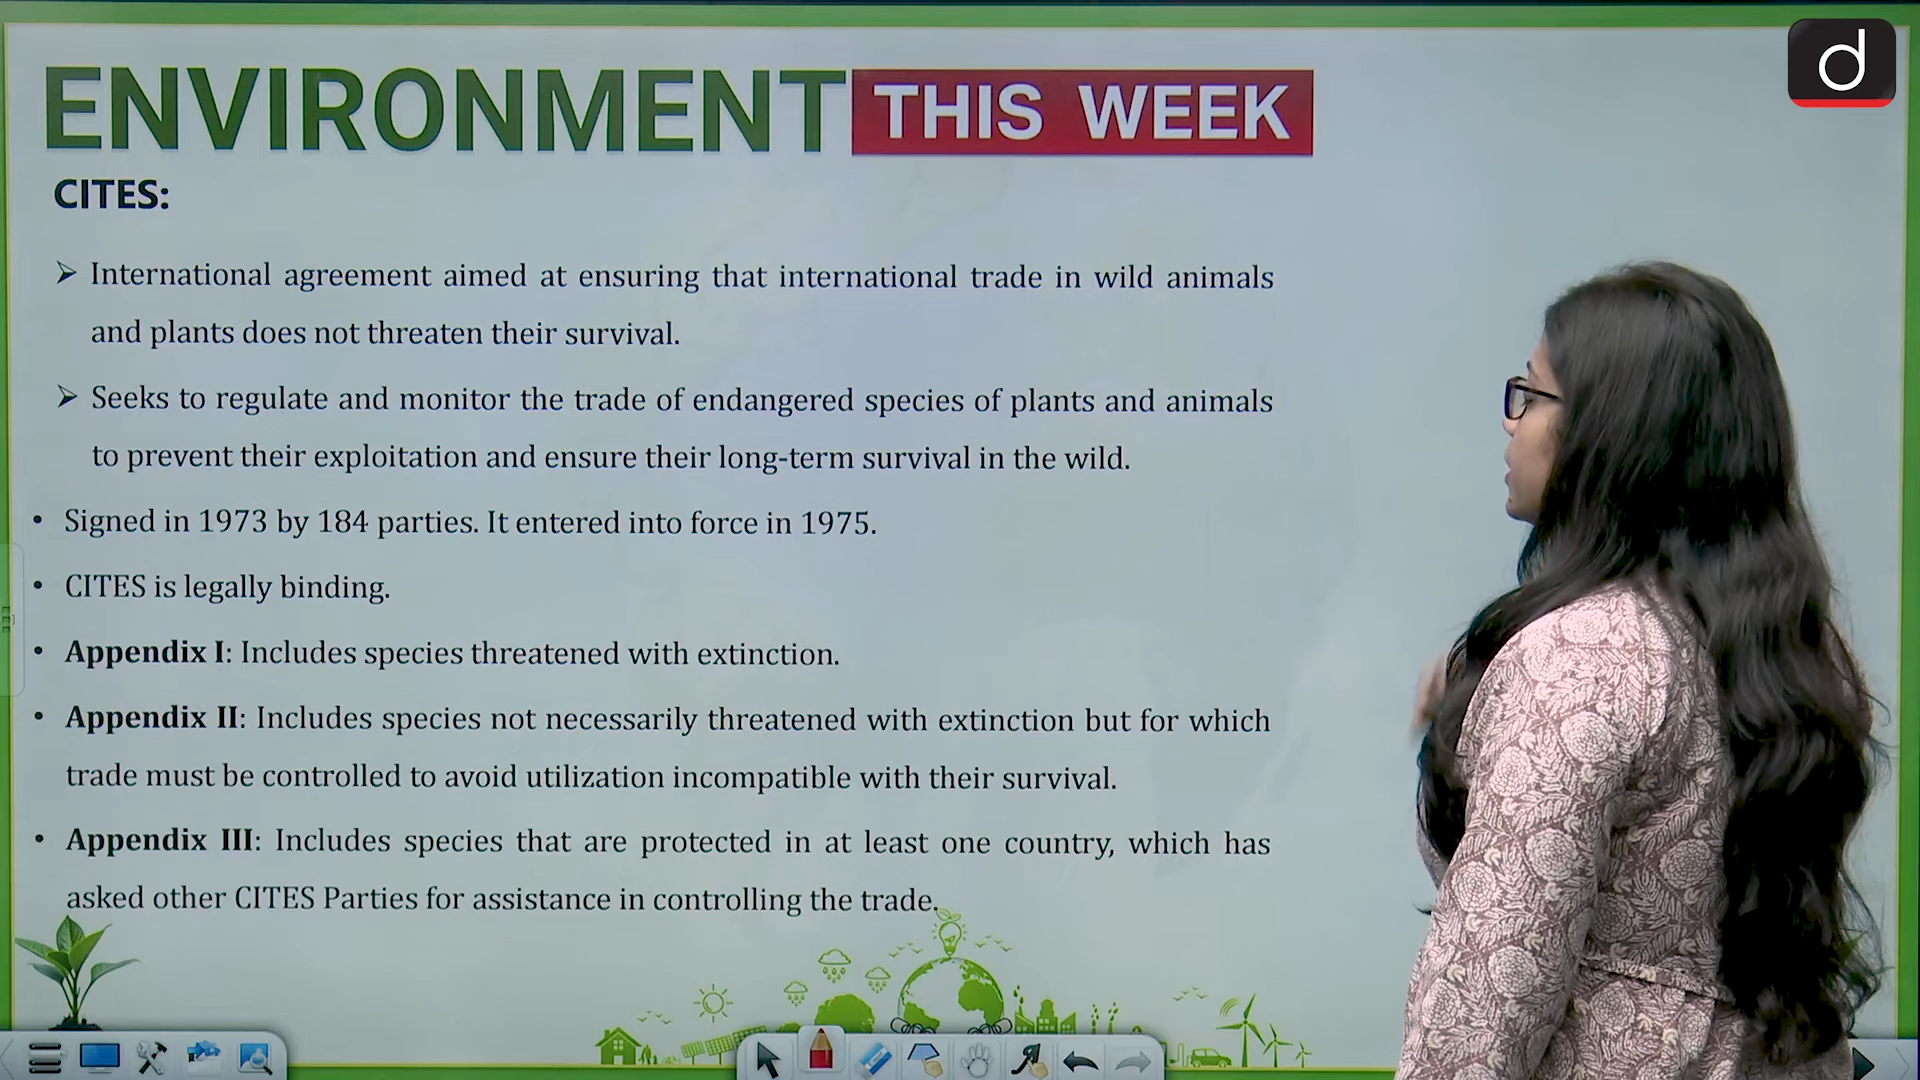 ENVIRONMENT THIS WEEK
d
CITES:
➢ International agreement aimed at ensuring that international trade in wild animals
and plants does not threaten their survival.
➢ Seeks to regulate and monitor the trade of endangered species of plants and animals
to prevent their exploitation and ensure their long-term survival in the wild.
• Signed in 1973 by 184 parties. It entered into force in 1975.
• CITES is legally binding.
• Appendix I: Includes species threatened with extinction.
• Appendix II: Includes species not necessarily threatened with extinction but for which
trade must be controlled to avoid utilization incompatible with their survival.
• Appendix III: Includes species that are protected in at least one country, which has
asked other CITES Parties for assistance in controlling the trade.